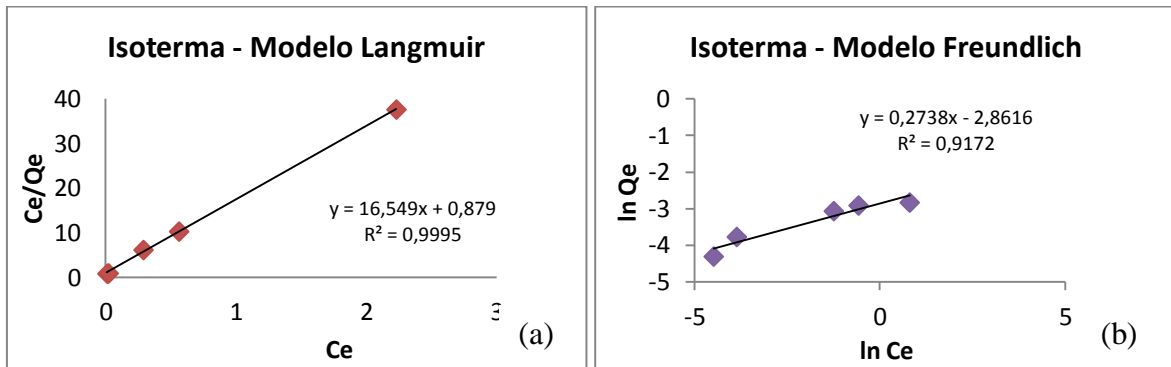 Isoterma - Modelo Langmuir
40
30
20
10
0
Ce/Qe
y = 16,549x + 0,879
R² = 0,9995
0 1 2 3
Ce
(a)
Isoterma - Modelo Freundlich
0
-1
-2
-3
-4
-5
ln Qe
y = 0,2738x - 2,8616
R² = 0,9172
-5 0 5
ln Ce
(b)